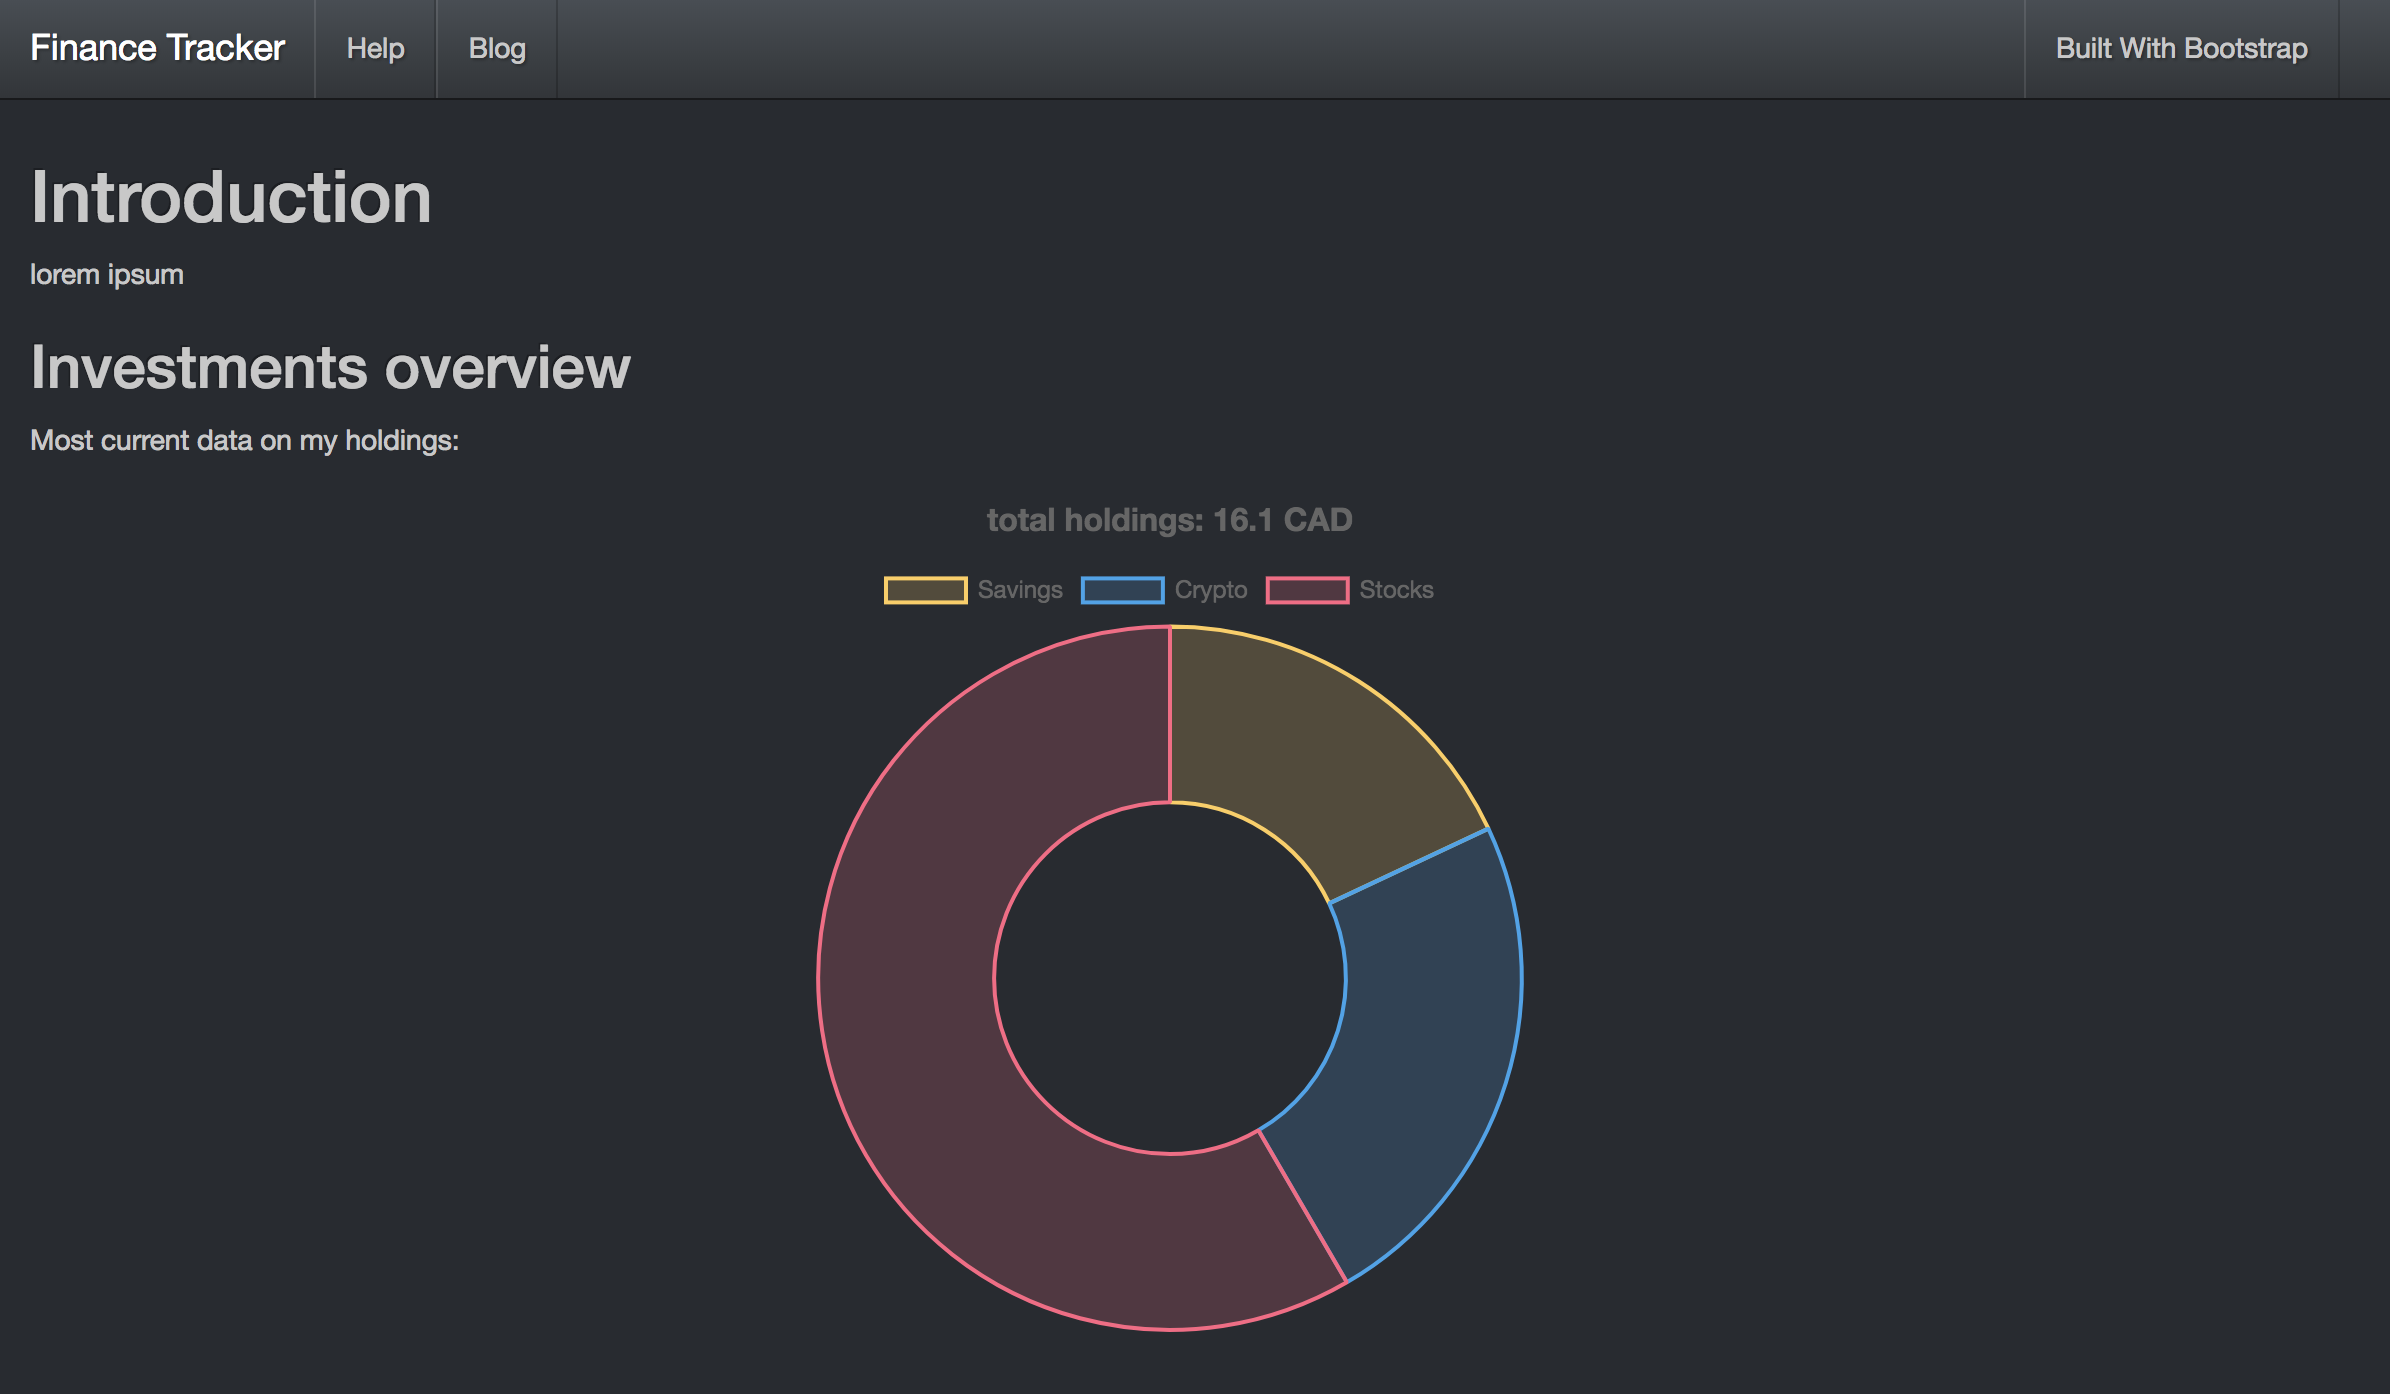 Finance Tracker Help Blog Built With Bootstrap
Introduction
lorem ipsum
Investments overview
Most current data on my holdings:
total holdings: 16.1 CAD
Savings Crypto Stocks